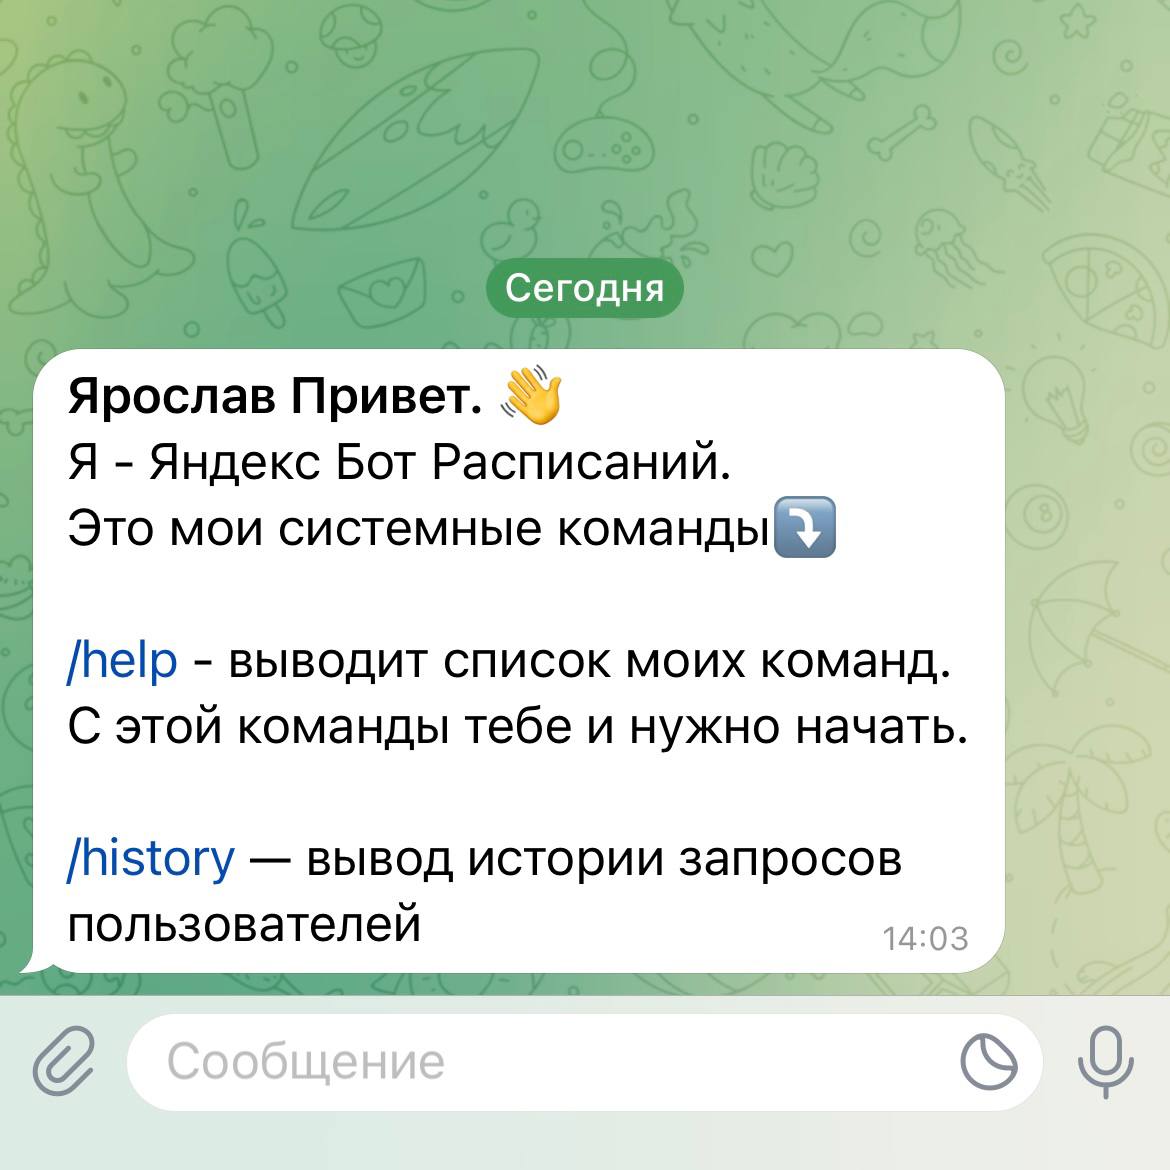 Сегодня
Ярослав Привет. 👋
Я - Яндекс Бот Расписаний.
Это мои системные команды⤵️
/help - выводит список моих команд.
С этой команды тебе и нужно начать.
/history — вывод истории запросов
пользователей
14:03
Сообщение